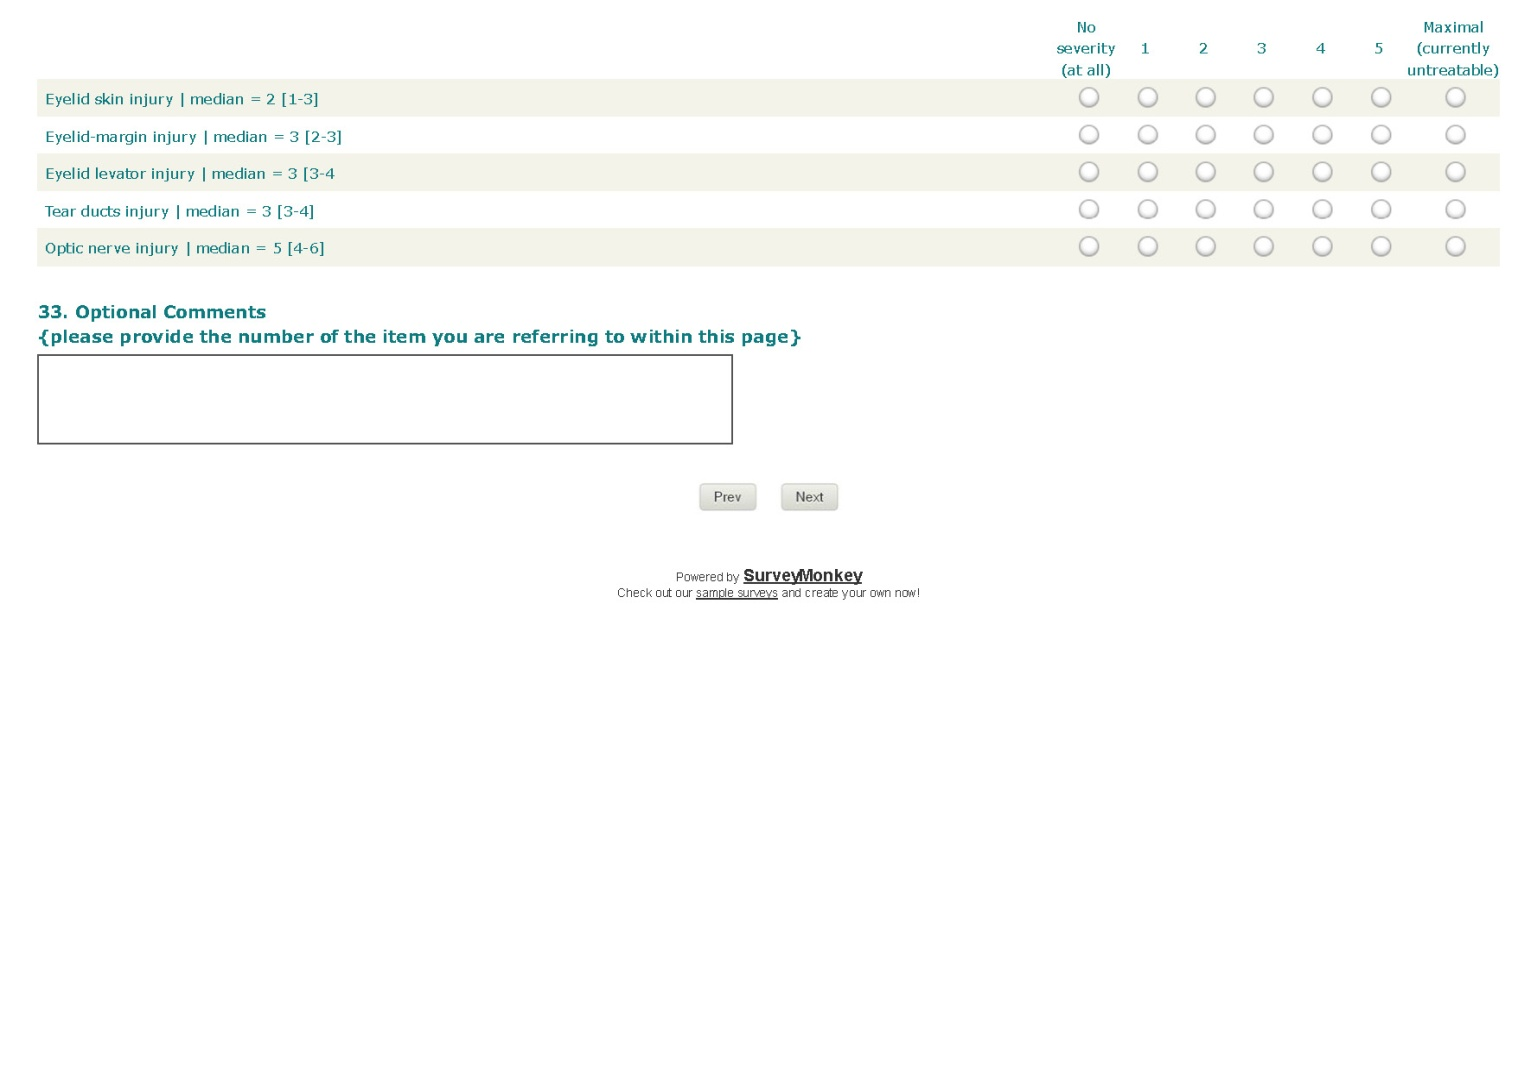 No severity (at all) 1 2 3 4 5 Maximal (currently untreatable)
Eyelid skin injury | median = 2 [1-3]
Eyelid-margin injury | median = 3 [2-3]
Eyelid levator injury | median = 3 [3-4
Tear ducts injury | median = 3 [3-4]
Optic nerve injury | median = 5 [4-6]
33. Optional Comments
{please provide the number of the item you are referring to within this page}
Prev Next
Powered by SurveyMonkey
Check out our sample surveys and create your own now!